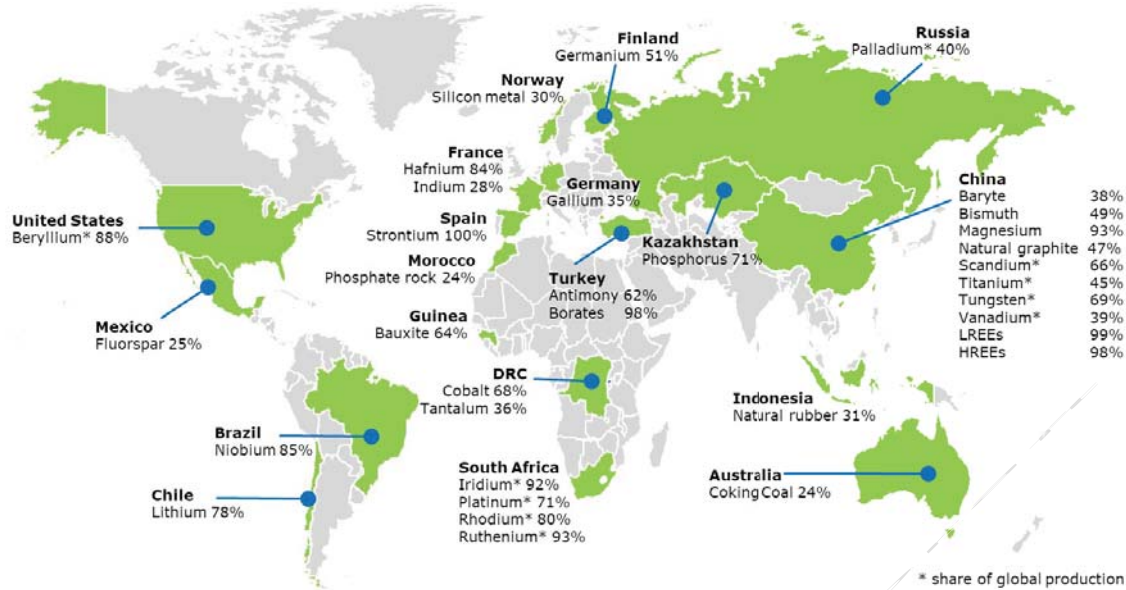 Finland
Germanium 51%
Russia
Palladium* 40%
Norway
Silicon metal 30%
France
Hafnium 84%
Indium 28%
Germany
Gallium 35%
Spain
Strontium 100%
Morocco
Phosphate rock 24%
Kazakhstan
Phosphorus 71%
Turkey
Antimony 62%
Borates 98%
China
Baryte 38%
Bismuth 49%
Magnesium 93%
Natural graphite 47%
Scandium* 66%
Titanium* 45%
Tungsten* 69%
Vanadium* 39%
LREEs 99%
HREEs 98%
United States
Beryllium* 88%
Mexico
Fluorspar 25%
Guinea
Bauxite 64%
DRC
Cobalt 68%
Tantalum 36%
Indonesia
Natural rubber 31%
Brazil
Niobium 85%
Chile
Lithium 78%
South Africa
Iridium* 92%
Platinum* 71%
Rhodium* 80%
Ruthenium* 93%
Australia
Coking Coal 24%
* share of global production